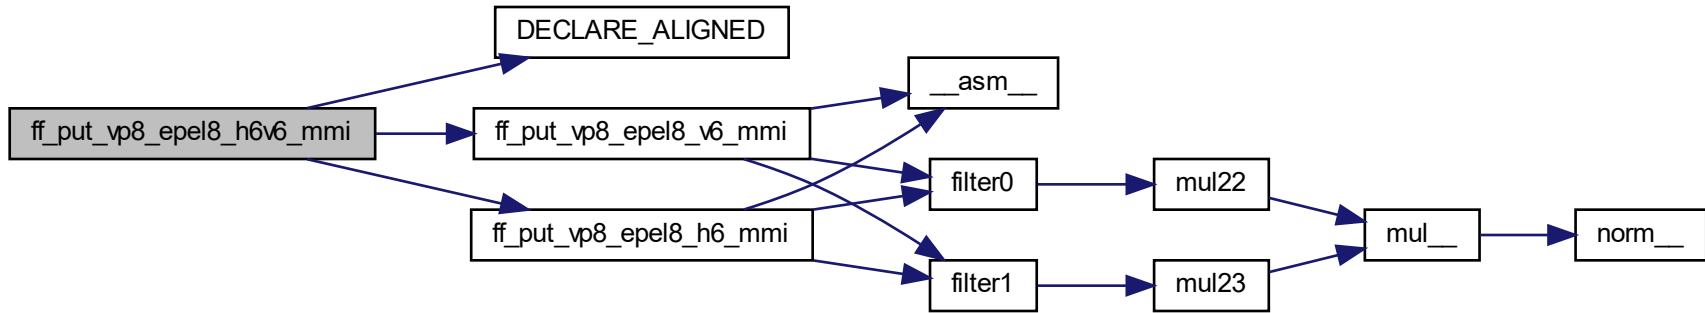 DECLARE_ALIGNED
__asm__
ff_put_vp8_epel8_h6v6_mmi
ff_put_vp8_epel8_v6_mmi
filter0
mul22
ff_put_vp8_epel8_h6_mmi
mul__
norm__
filter1
mul23